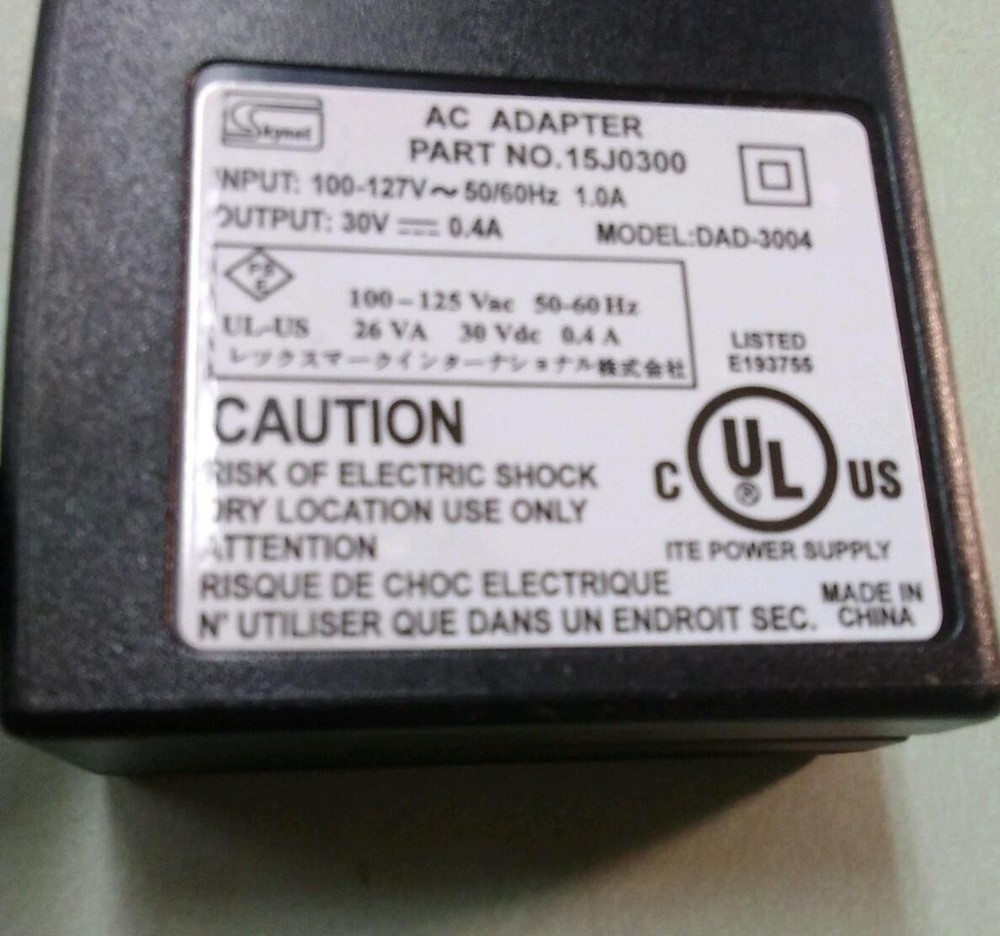 Skynet
AC ADAPTER
PART NO.15J0300
INPUT: 100-127V～50/60Hz 1.0A
OUTPUT: 30V ⎓ 0.4A
MODEL:DAD-3004
PSE
100-125 Vac 50-60 Hz
UL-US 26 VA 30 Vdc 0.4 A
レックスマークインターナショナル株式会社
LISTED
E193755
CAUTION
RISK OF ELECTRIC SHOCK
DRY LOCATION USE ONLY
C UL® US
ATTENTION
ITE POWER SUPPLY
RISQUE DE CHOC ELECTRIQUE
N' UTILISER QUE DANS UN ENDROIT SEC.
MADE IN
CHINA